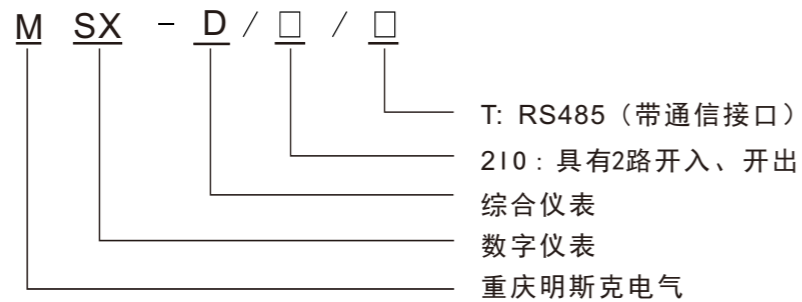 M SX - D / □ / □
T: RS485（带通信接口）
2I0：具有2路开入、开出
综合仪表
数字仪表
重庆明斯克电气